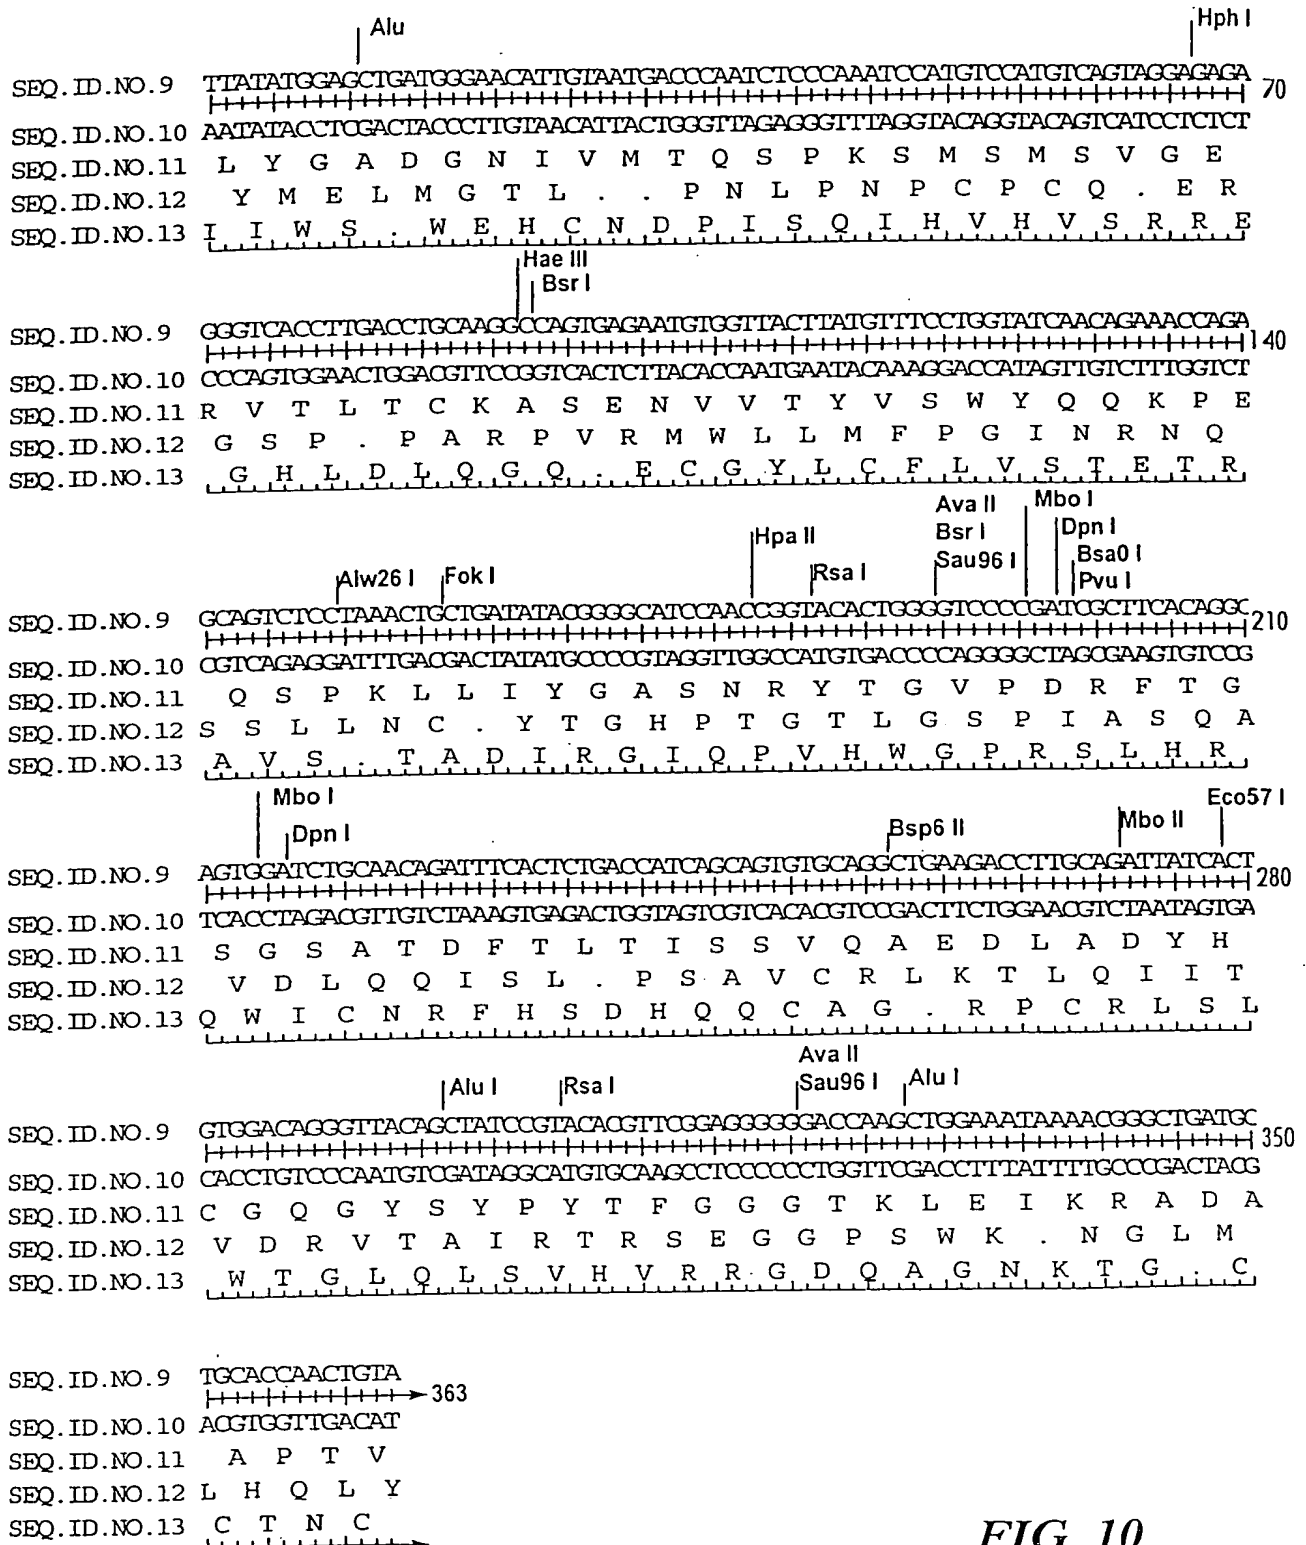 Alu Hph I
SEQ.ID.NO.9 TTATATGGAGCTGATGGGAACATTGTAATGACCCAATCTCCCAAATCCATGTCCATGTCAGTAGGAGAGA
70
SEQ.ID.NO.10 AATATACCTCGACTACCCTTGTAACATTACTGGGTTAGAGGGTTTAGGTACAGGTACAGTCATCCTCTCT
SEQ.ID.NO.11 L Y G A D G N I V M T Q S P K S M S M S V G E
SEQ.ID.NO.12 Y M E L M G T L . . P N L P N P C P C Q . E R
SEQ.ID.NO.13 I I W S . W E H C N D P I S Q I H V H V S R R E
Hae III
Bsr I
SEQ.ID.NO.9 GGGTCACCTTGACCTGCAAGGCCAGTGAGAATGTGGTTACTTATGTTTCCTGGTATCAACAGAAACCAGA
140
SEQ.ID.NO.10 CCCAGTGGAACTGGACGTTCCGGTCACTCTTACACCAATGAATACAAAGGACCATAGTTGTCTTTGGTCT
SEQ.ID.NO.11 R V T L T C K A S E N V V T Y V S W Y Q Q K P E
SEQ.ID.NO.12 G S P . P A R P V R M W L L M F P G I N R N Q
SEQ.ID.NO.13 G H L D L Q G Q . E C G Y L C F L V S T E T R
Ava II Mbo I
Hpa II Bsr I Dpn I
Alw26 I Fok I Rsa I Sau96 I Bsa0 I
Pvu I
SEQ.ID.NO.9 GCAGTCTCCTAAACTGCTGATATACGGGGCATCCAACCGGTACACTGGGGTCCCCGATCGCTTCACAGGC
210
SEQ.ID.NO.10 CGTCAGAGGATTTGACGACTATATGCCCCGTAGGTTGGCCATGTGACCCCAGGGGCTAGCGAAGTGTCCG
SEQ.ID.NO.11 Q S P K L L I Y G A S N R Y T G V P D R F T G
SEQ.ID.NO.12 S S L L N C . Y T G H P T G T L G S P I A S Q A
SEQ.ID.NO.13 A V S . T A D I R G I Q P V H W G P R S L H R
Mbo I Eco57 I
Dpn I Bsp6 II Mbo II
SEQ.ID.NO.9 AGTGGATCTGCAACAGATTTCACTCTGACCATCAGCAGTGTGCAGGCTGAAGACCTTGCAGATTATCACT
280
SEQ.ID.NO.10 TCACCTAGACGTTGTCTAAAGTGAGACTGGTAGTCGTCACACGTCCGACTTCTGGAACGTCTAATAGTGA
SEQ.ID.NO.11 S G S A T D F T L T I S S V Q A E D L A D Y H
SEQ.ID.NO.12 V D L Q Q I S L . P S A V C R L K T L Q I I T
SEQ.ID.NO.13 Q W I C N R F H S D H Q Q C A G . R P C R L S L
Ava II
Alu I Rsa I Sau96 I Alu I
SEQ.ID.NO.9 GTGGACAGGGTTACAGCTATCCGTACACGTTCGGAGGGGGGACCAAGCTGGAAATAAAACGGGCTGATGC
350
SEQ.ID.NO.10 CACCTGTCCCAATGTCGATAGGCATGTGCAAGCCTCCCCCCTGGTTCGACCTTTATTTTGCCCGACTACG
SEQ.ID.NO.11 C G Q G Y S Y P Y T F G G G T K L E I K R A D A
SEQ.ID.NO.12 V D R V T A I R T R S E G G P S W K . N G L M
SEQ.ID.NO.13 W T G L Q L S V H V R R G D Q A G N K T G . C
SEQ.ID.NO.9 TGCACCAACTGTA
363
SEQ.ID.NO.10 ACGTGGTTGACAT
SEQ.ID.NO.11 A P T V
SEQ.ID.NO.12 L H Q L Y
SEQ.ID.NO.13 C T N C
FIG. 10